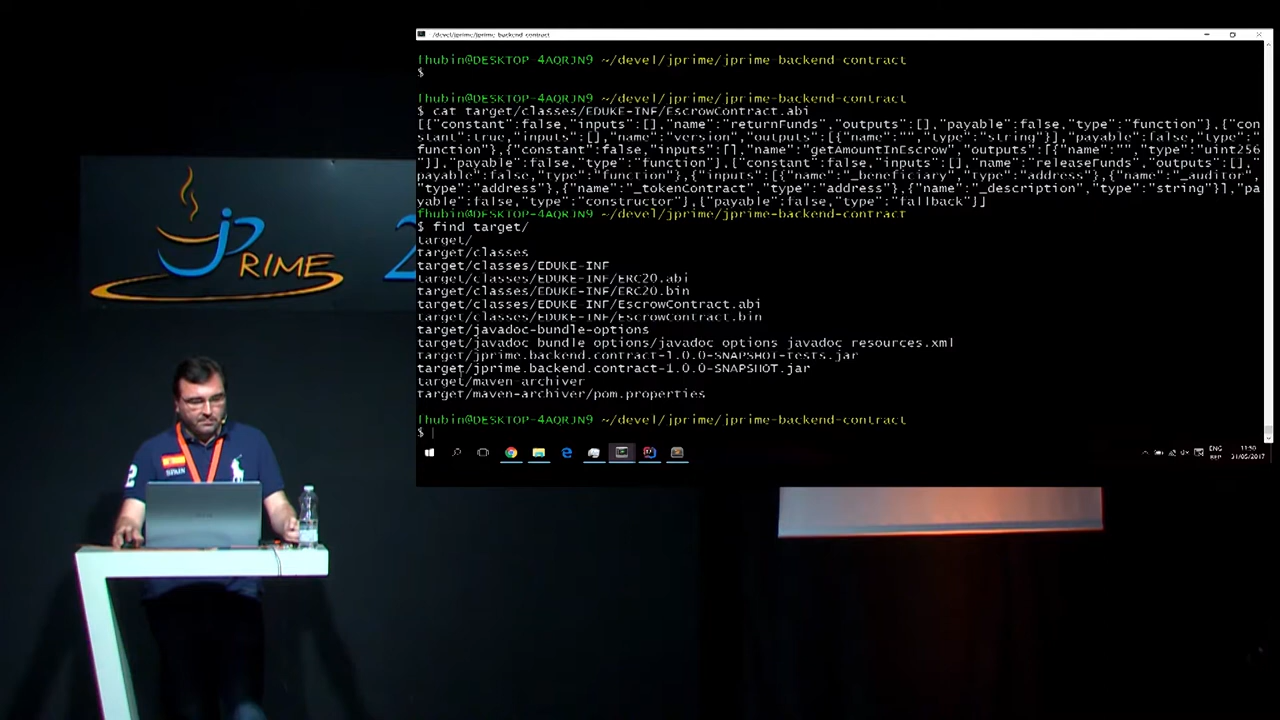 /devel/jprime/jprime-backend-contract
lhubin@DESKTOP-4AQRJN9 ~/devel/jprime/jprime-backend contract
$
lhubin@DESKTOP-4AQRJN9 ~/devel/jprime/jprime-backend-contract
$ cat target/classes/EDUKE-INF/EscrowContract.abi
[{"constant":false,"inputs":[],"name":"returnFunds","outputs":[],"payable":false,"type":"function"},{"con
stant":true,"inputs":[],"name":"version","outputs":[{"name":"","type":"string"}],"payable":false,"type":"
function"},{"constant":false,"inputs":[],"name":"getAmountInEscrow","outputs":[{"name":"","type":"uint256
"}],"payable":false,"type":"function"},{"constant":false,"inputs":[],"name":"releaseFunds","outputs":[],"
payable":false,"type":"function"},{"inputs":[{"name":"_beneficiary","type":"address"},{"name":"_auditor",
"type":"address"},{"name":"_tokenContract","type":"address"},{"name":"_description","type":"string"}],"pa
yable":false,"type":"constructor"},{"payable":false,"type":"fallback"}]
lhubin@DESKTOP-4AQRJN9 ~/devel/jprime/jprime-backend-contract
$ find target/
target/
target/classes
target/classes/EDUKE-INF
target/classes/EDUKE-INF/ERC20.abi
target/classes/EDUKE-INF/ERC20.bin
target/classes/EDUKE-INF/EscrowContract.abi
target/classes/EDUKE-INF/EscrowContract.bin
target/javadoc-bundle-options
target/javadoc bundle options/javadoc options javadoc resources.xml
target/jprime.backend.contract-1.0.0-SNAPSHOT-tests.jar
target/jprime.backend.contract-1.0.0-SNAPSHOT.jar
target/maven archiver
target/maven-archiver/pom.properties
lhubin@DESKTOP-4AQRJN9 ~/devel/jprime/jprime-backend-contract
$
ENG
11:50
31/05/2017
JPRIME 2
SPAIN
2